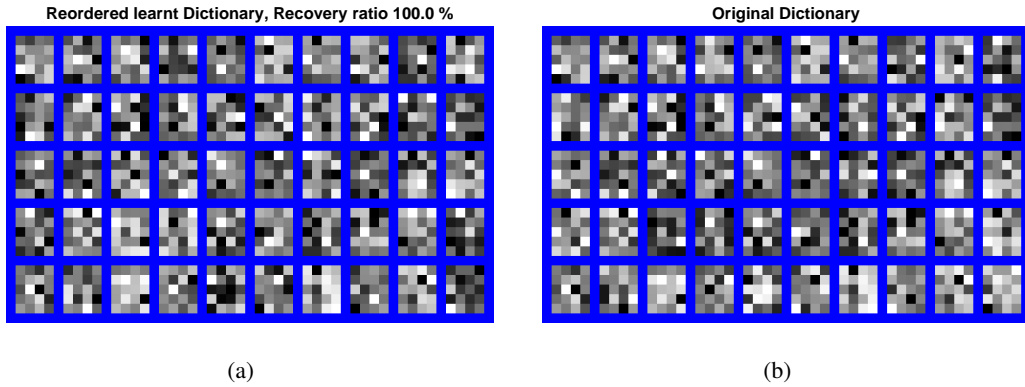 Reordered learnt Dictionary, Recovery ratio 100.0 %
Original Dictionary
(a)
(b)